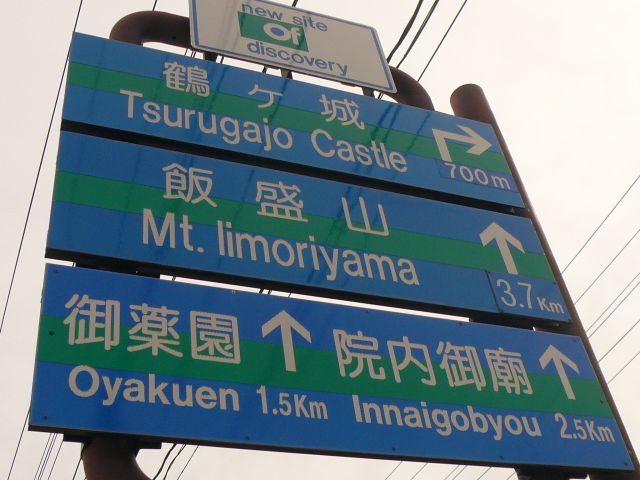 new site
of
discovery
鶴ヶ城
Tsurugajo Castle
700m
飯盛山
Mt. Iimoriyama
3.7Km
御薬園 院内御廟
Oyakuen 1.5Km Innaigobyou 2.5Km